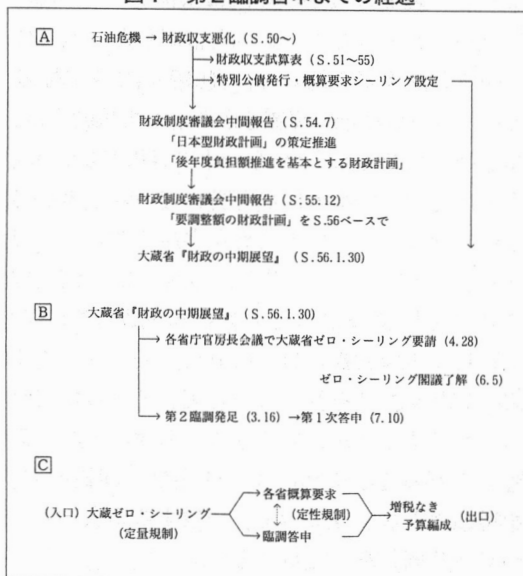 図1 第2臨調答申までの経過
A 石油危機 → 財政収支悪化 (S.50〜)
→財政収支試算表 (S.51〜55)
→特別公債発行・概算要求シーリング設定
財政制度審議会中間報告 (S.54.7)
「日本型財政計画」の策定推進
「後年度負担額推進を基本とする財政計画」
財政制度審議会中間報告 (S.55.12)
「要調整額の財政計画」をS.56ベースで
大蔵省『財政の中期展望』(S.56.1.30)
B 大蔵省『財政の中期展望』(S.56.1.30)
→ 各省庁官房長会議で大蔵省ゼロ・シーリング要請 (4.28)
ゼロ・シーリング閣議了解 (6.5)
→ 第2臨調発足 (3.16) →第1次答申 (7.10)
C
各省概算要求
(入口) 大蔵ゼロ・シーリング (定性規制) 増税なき (出口)
(定量規制) 臨調答申 予算編成